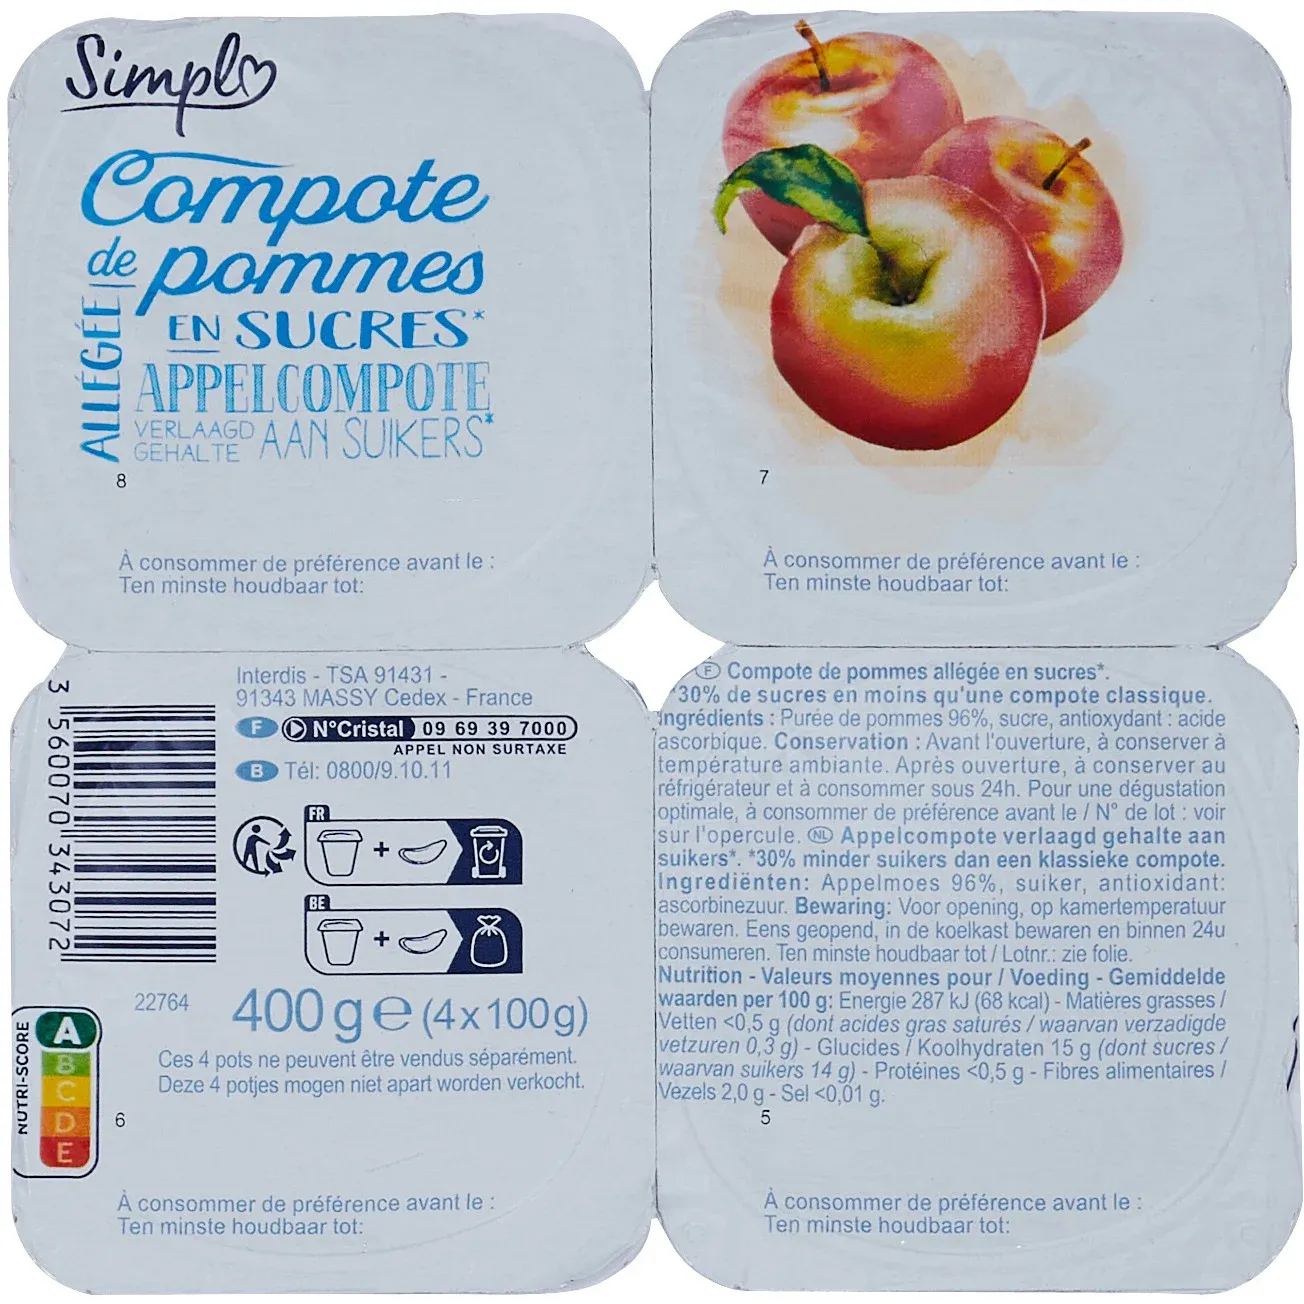 Simpl
Compote
de pommes
ALLÉGÉE
EN SUCRES*
APPELCOMPOTE
VERLAAGD
GEHALTE AAN SUIKERS*
8
À consommer de préférence avant le :
Ten minste houdbaar tot:
7
À consommer de préférence avant le :
Ten minste houdbaar tot:
3 560070 343072
Interdis - TSA 91431 -
91343 MASSY Cedex - France
F N°Cristal 09 69 39 7000
APPEL NON SURTAXE
B Tél: 0800/9.10.11
FR
+
BE
+
22764
400 g e (4x100g)
Ces 4 pots ne peuvent être vendus séparément.
Deze 4 potjes mogen niet apart worden verkocht.
NUTRI-SCORE
A
B
C
D
E
6
À consommer de préférence avant le :
Ten minste houdbaar tot:
F Compote de pommes allégée en sucres*.
*30% de sucres en moins qu'une compote classique.
Ingrédients : Purée de pommes 96%, sucre, antioxydant : acide
ascorbique. Conservation : Avant l'ouverture, à conserver à
température ambiante. Après ouverture, à conserver au
réfrigérateur et à consommer sous 24h. Pour une dégustation
optimale, à consommer de préférence avant le / N° de lot : voir
sur l'opercule. NL Appelcompote verlaagd gehalte aan
suikers*. *30% minder suikers dan een klassieke compote.
Ingrediënten: Appelmoes 96%, suiker, antioxidant:
ascorbinezuur. Bewaring: Voor opening, op kamertemperatuur
bewaren. Eens geopend, in de koelkast bewaren en binnen 24u
consumeren. Ten minste houdbaar tot / Lotnr.: zie folie.
Nutrition - Valeurs moyennes pour / Voeding - Gemiddelde
waarden per 100 g: Energie 287 kJ (68 kcal) - Matières grasses /
Vetten <0,5 g (dont acides gras saturés / waarvan verzadigde
vetzuren 0,3 g) - Glucides / Koolhydraten 15 g (dont sucres /
waarvan suikers 14 g) - Protéines <0,5 g - Fibres alimentaires /
Vezels 2,0 g - Sel <0,01 g.
5
À consommer de préférence avant le :
Ten minste houdbaar tot: